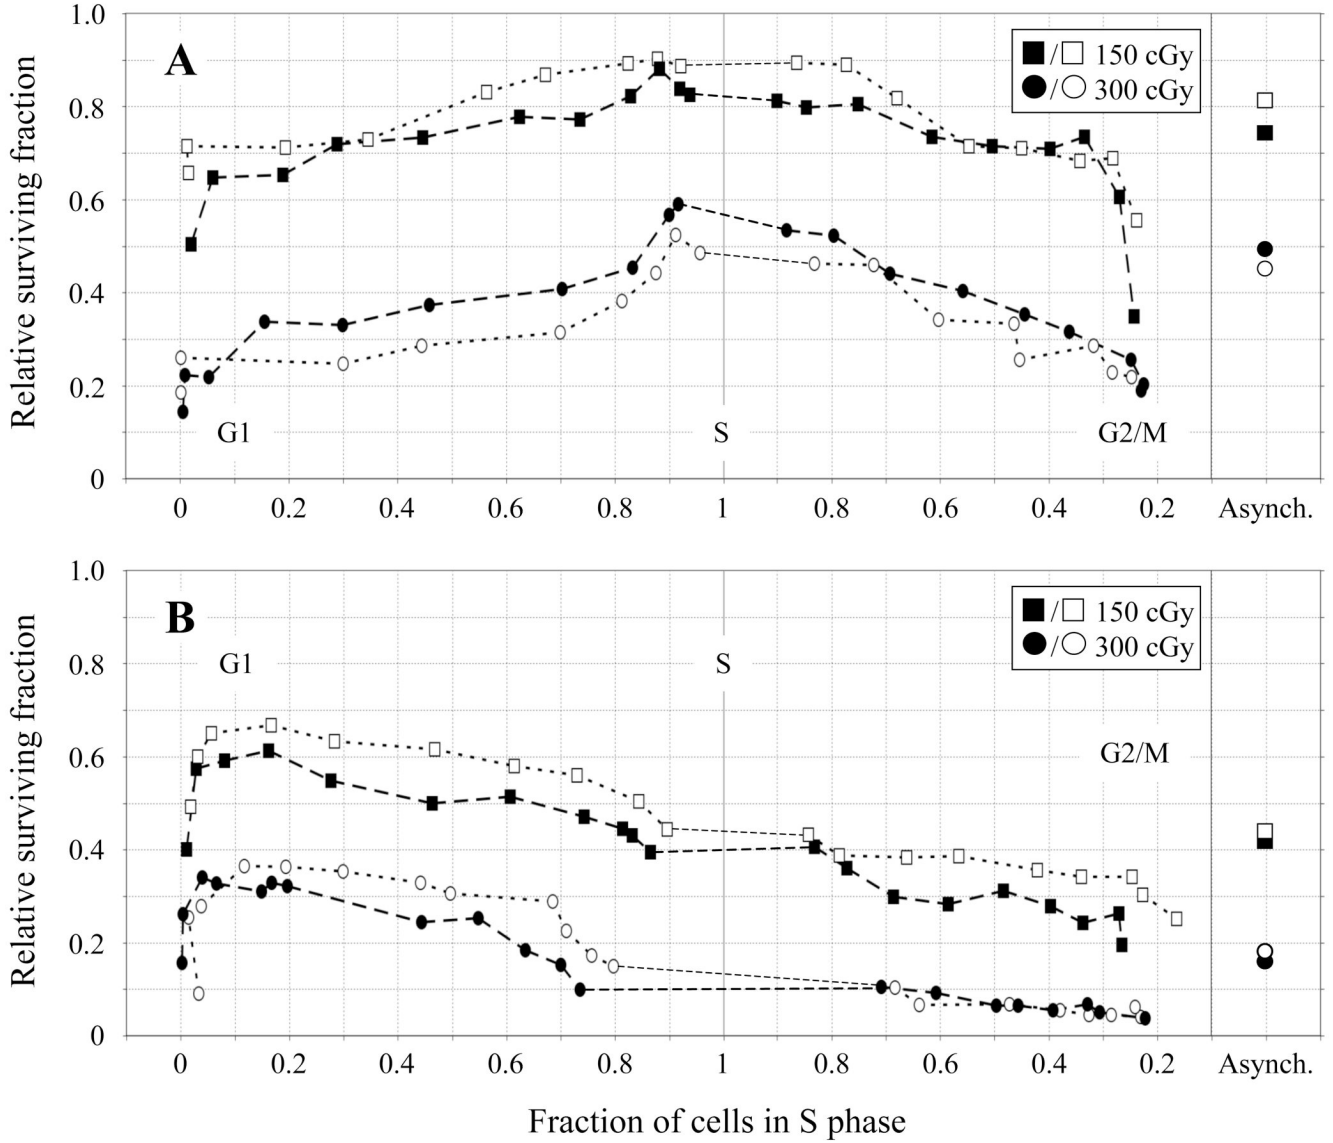 A
■/□ 150 cGy
●/○ 300 cGy
Relative surviving fraction
1.0
0.8
0.6
0.4
0.2
0
G1 S G2/M
0 0.2 0.4 0.6 0.8 1 0.8 0.6 0.4 0.2 Asynch.
B
■/□ 150 cGy
●/○ 300 cGy
Relative surviving fraction
1.0
0.8
0.6
0.4
0.2
0
G1 S
G2/M
0 0.2 0.4 0.6 0.8 1 0.8 0.6 0.4 0.2 Asynch.
Fraction of cells in S phase